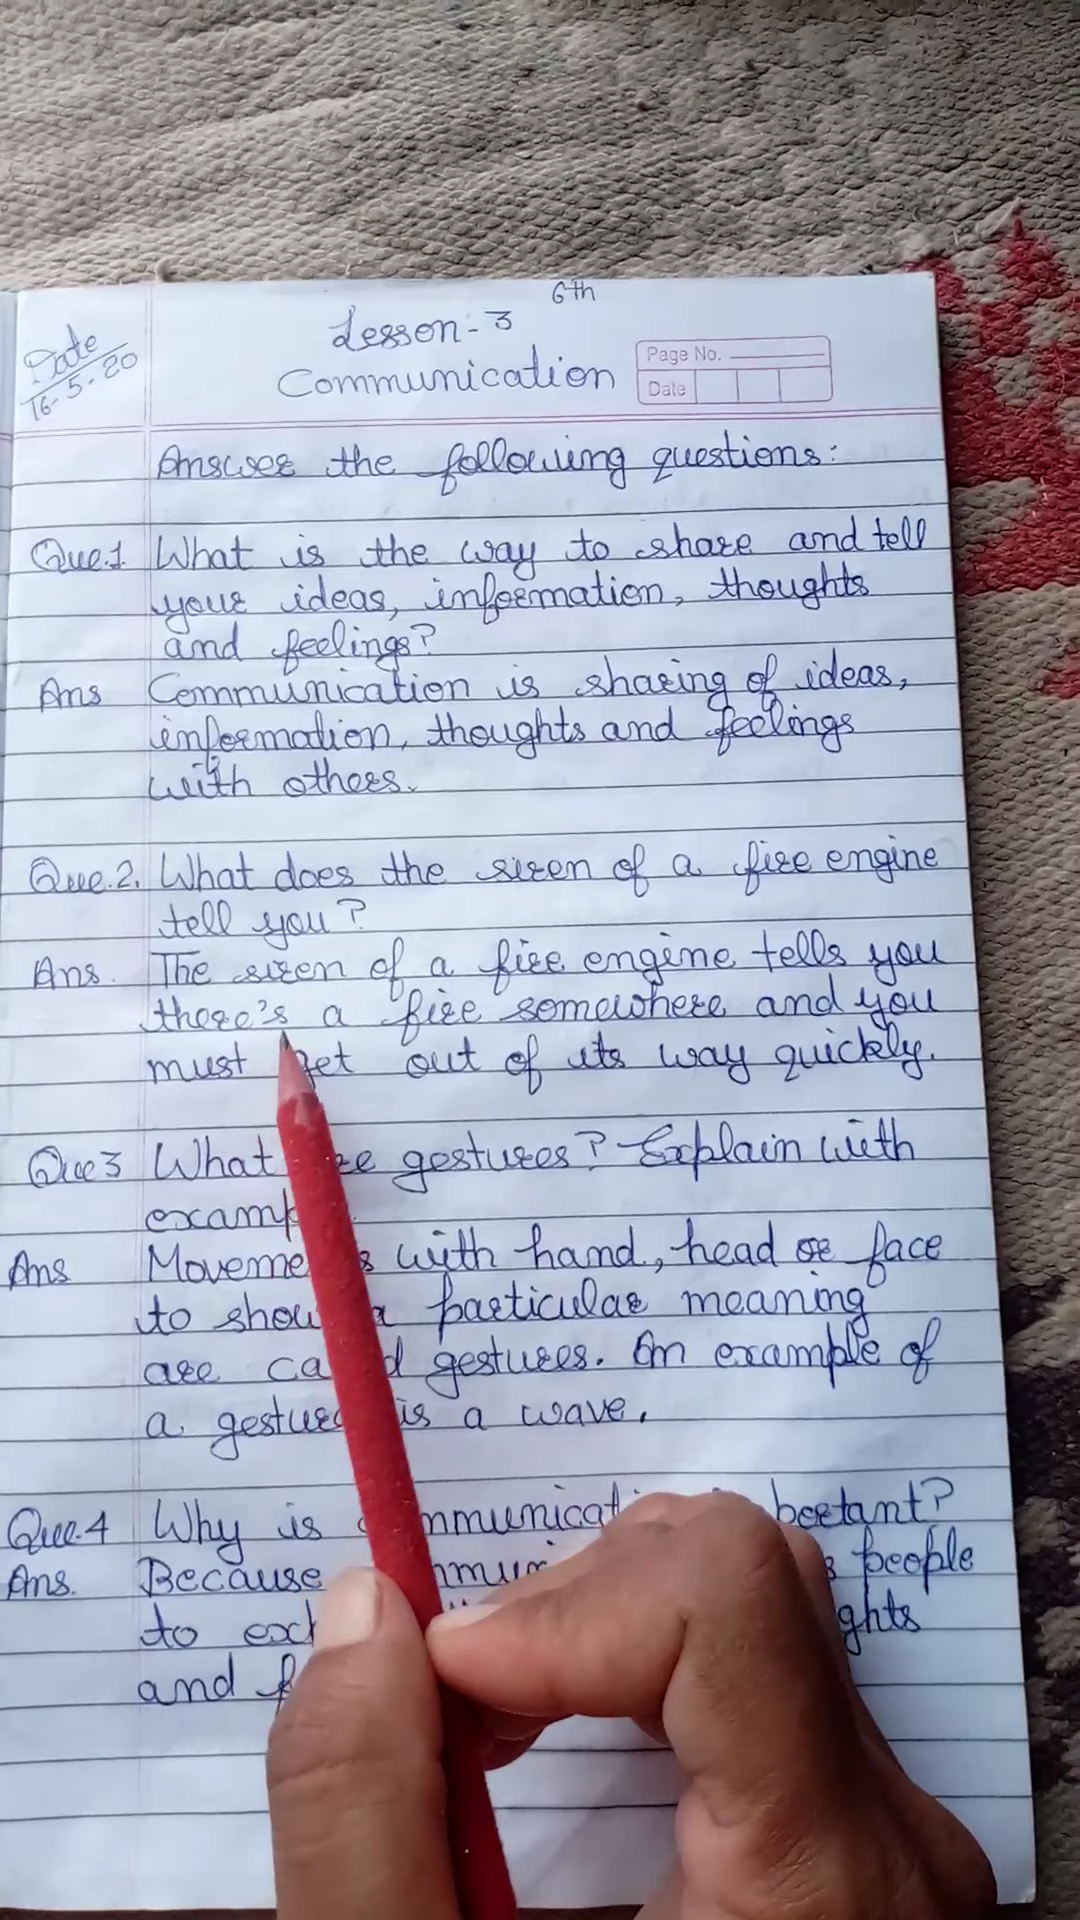 6th
Lesson-3
Communication
Date
16-5-20
Page No.
Date
Answer the following questions:
Que.1 What is the way to share and tell
your ideas, information, thoughts
and feelings?
Ans Communication is sharing of ideas,
information, thoughts and feelings
with others.
Que.2. What does the siren of a fire engine
tell you?
Ans. The siren of a fire engine tells you
there's a fire somewhere and you
must get out of its way quickly.
Que 3 What gestures? Explain with
Ans with hand, head or face
to show a particular meaning
are gestures. An example of
a gesture is a wave.
Que.4 Why is
Ans. Because people
to
and